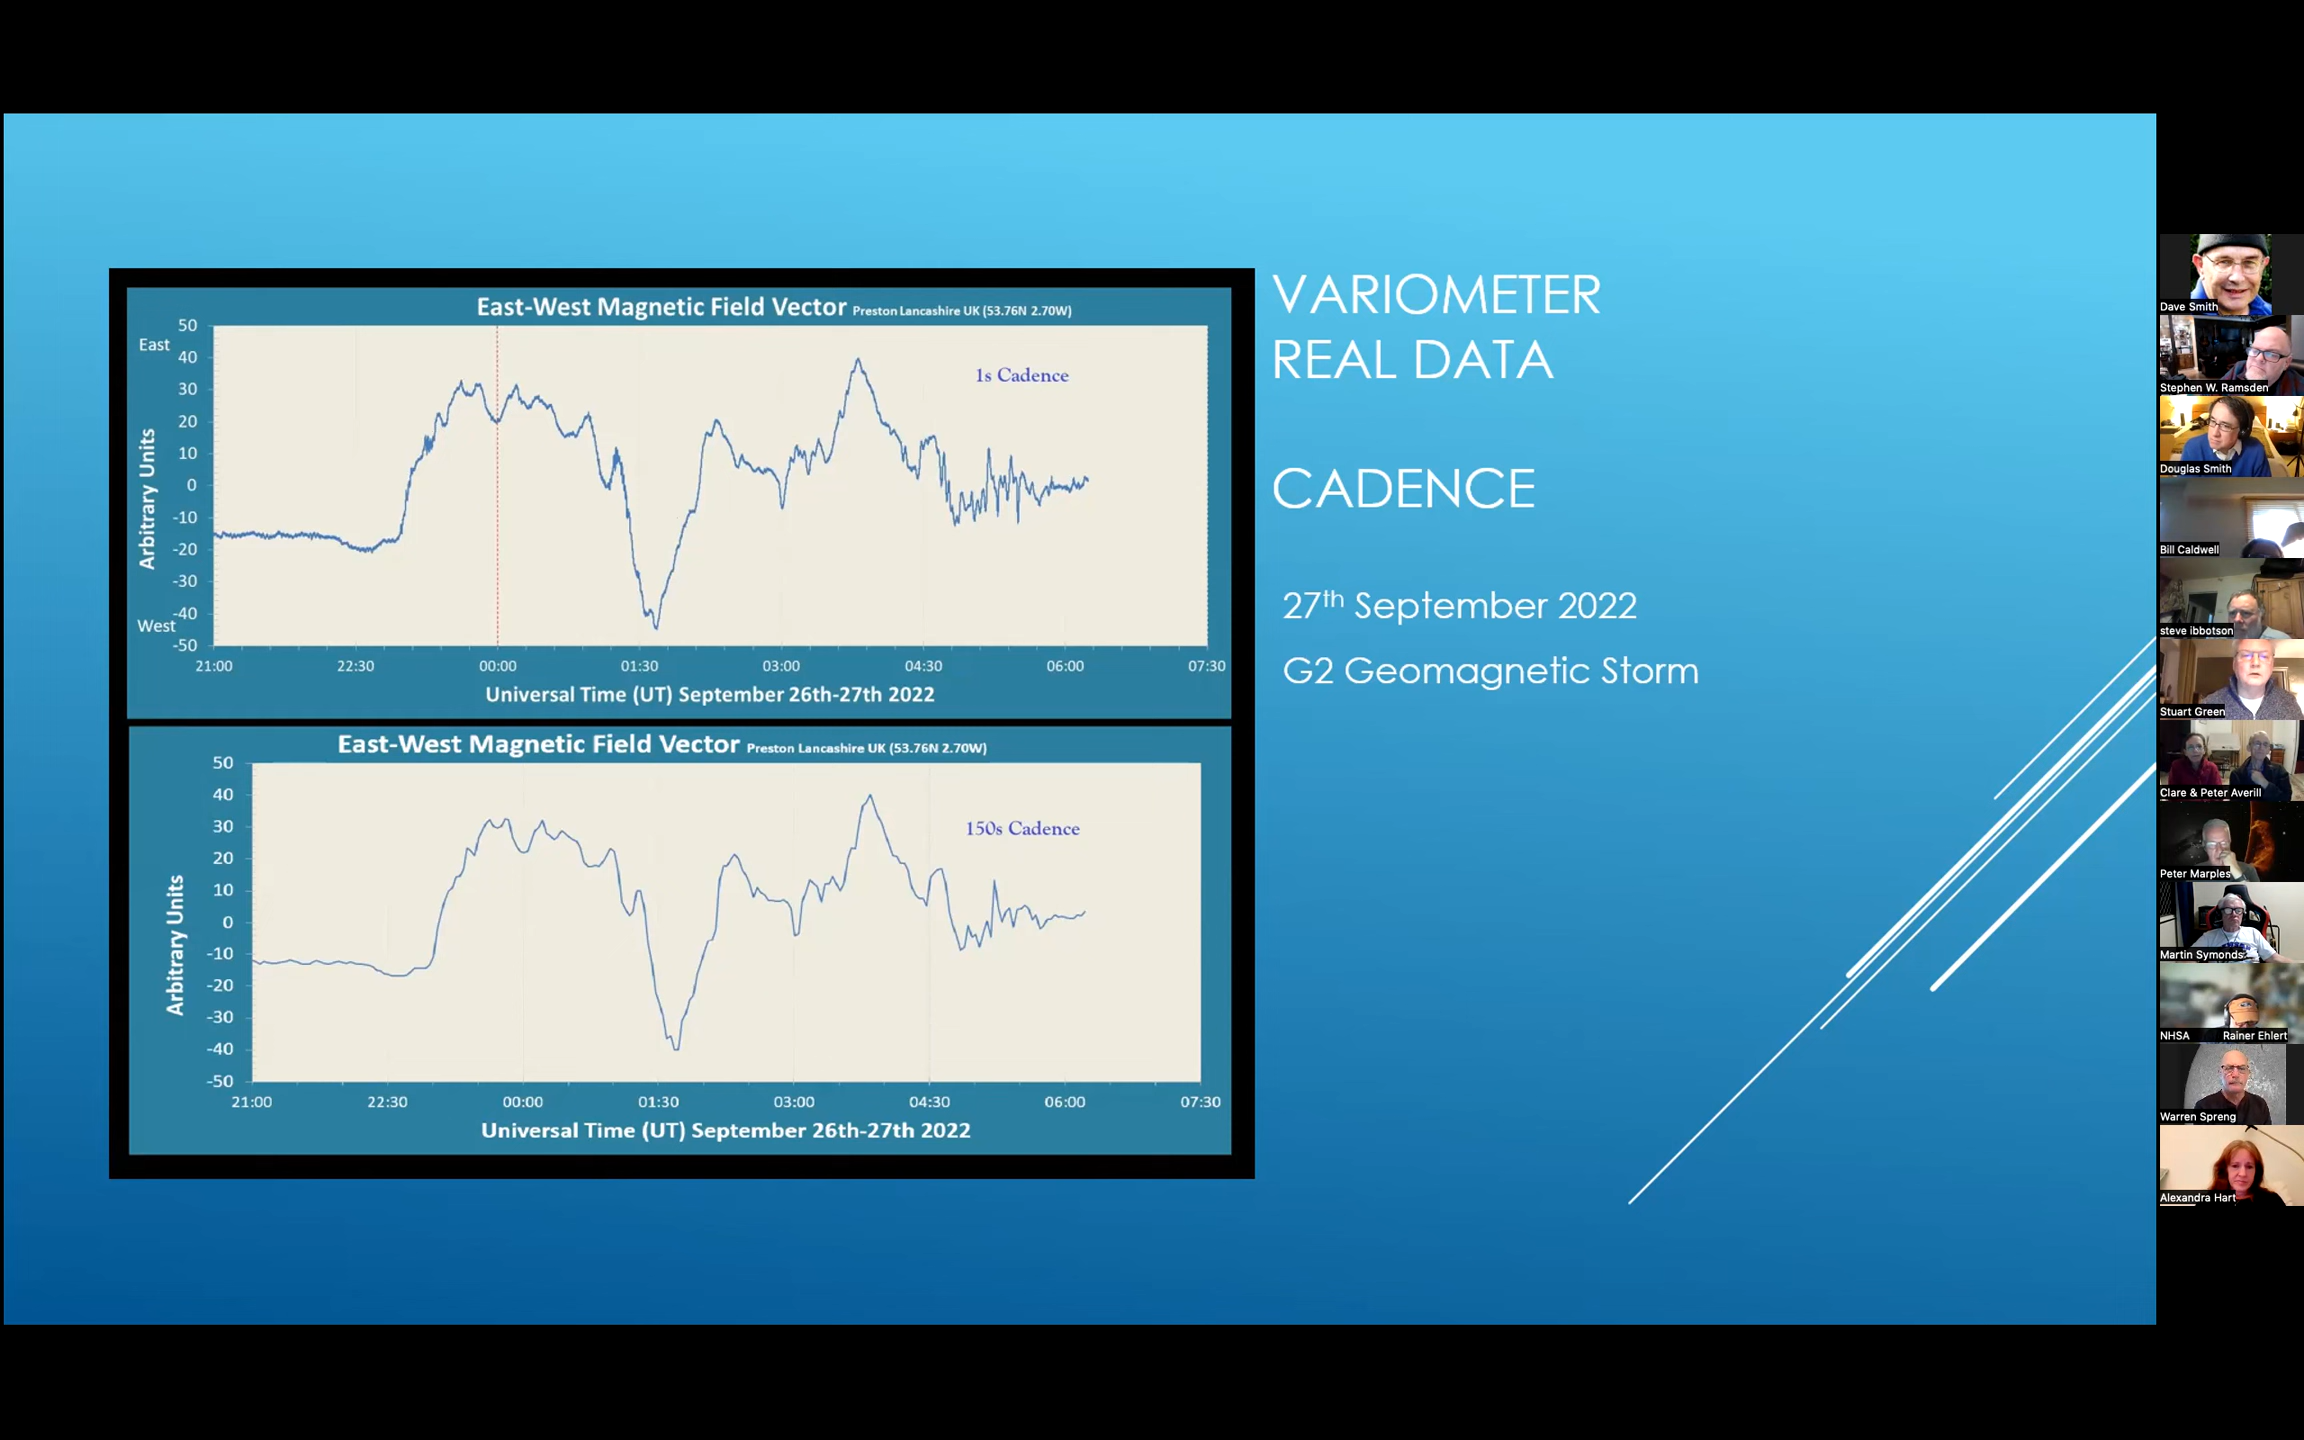 East-West Magnetic Field Vector Preston Lancashire UK (53.76N 2.70W)
50
East
40
30
20
10
0
-10
-20
-30
-40
West
-50
Arbitrary Units
1s Cadence
21:00 22:30 00:00 01:30 03:00 04:30 06:00 07:30
Universal Time (UT) September 26th-27th 2022
East-West Magnetic Field Vector Preston Lancashire UK (53.76N 2.70W)
50
40
30
20
10
0
-10
-20
-30
-40
-50
Arbitrary Units
150s Cadence
21:00 22:30 00:00 01:30 03:00 04:30 06:00 07:30
Universal Time (UT) September 26th-27th 2022
VARIOMETER
REAL DATA
CADENCE
27th September 2022
G2 Geomagnetic Storm
Dave Smith
Stephen W. Ramsden
Douglas Smith
Bill Caldwell
steve ibbotson
Stuart Green
Clare & Peter Averill
Peter Marples
Martin Symonds
NHSA Rainer Ehlert
Warren Spreng
Alexandra Hart